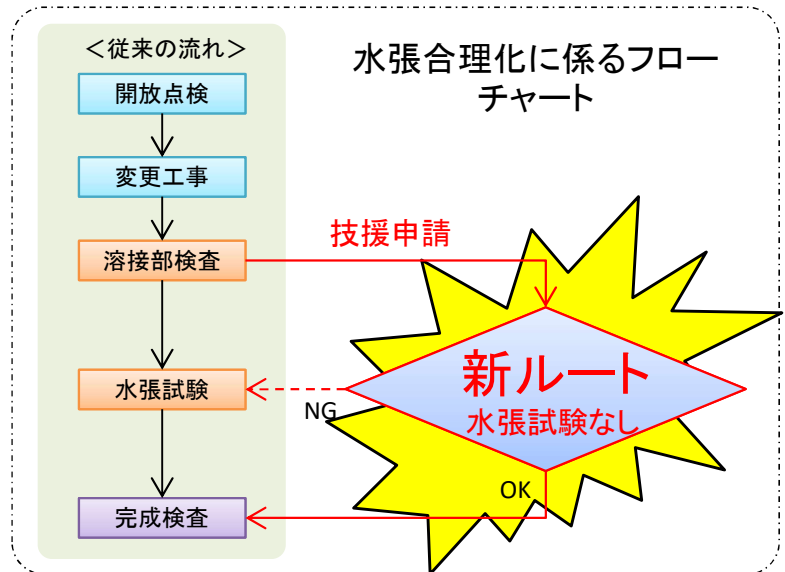 ＜従来の流れ＞
水張合理化に係るフロー
チャート
開放点検
変更工事
技援申請
溶接部検査
新ルート
水張試験なし
水張試験
NG
OK
完成検査